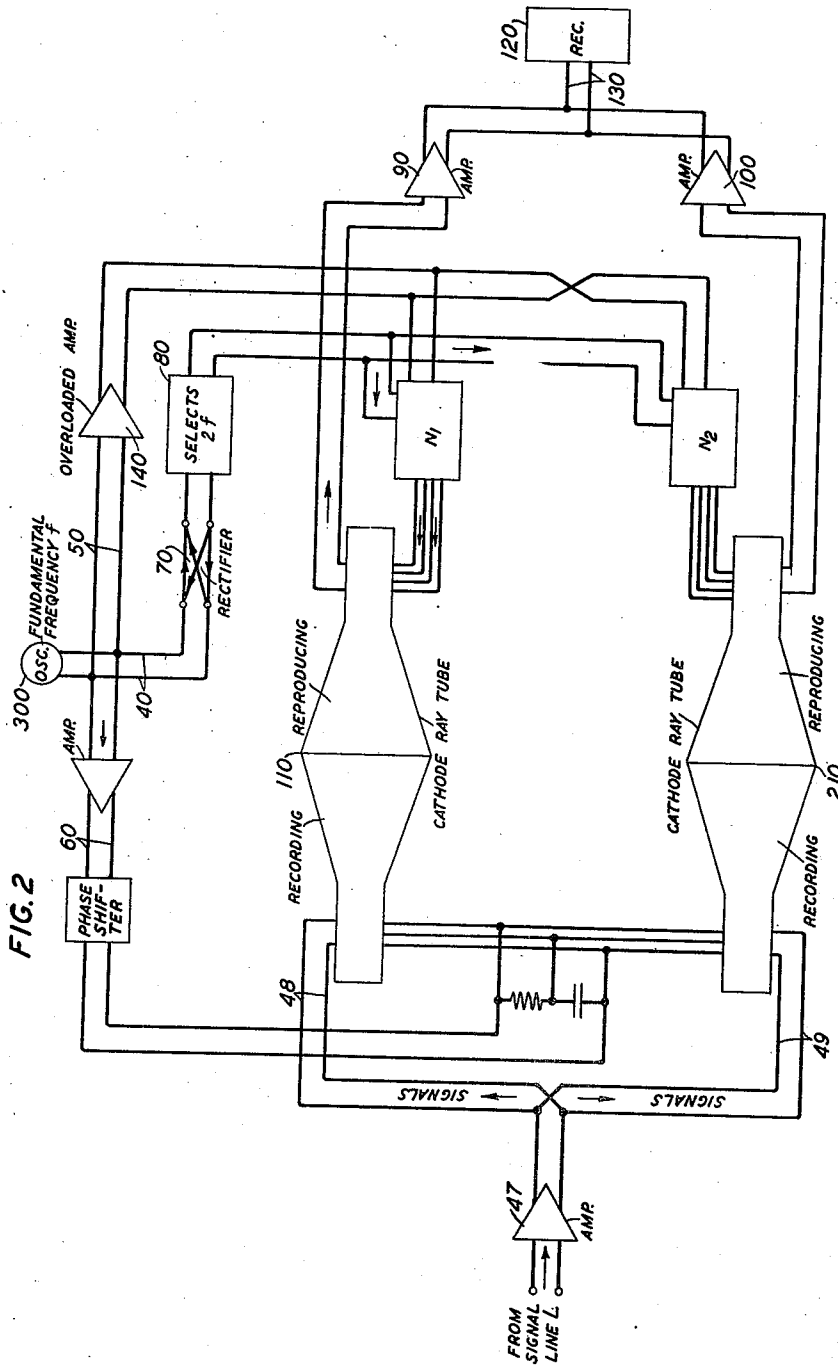 FIG. 2
300
OSC.
FUNDAMENTAL
FREQUENCY f
OVERLOADED AMP.
140
50
AMP.
60
PHASE
SHIF-
TER
40
70
RECTIFIER
80
SELECTS
2f
120
REC.
130
90
AMP.
AMP.
100
N1
N2
110
RECORDING
REPRODUCING
CATHODE RAY TUBE
CATHODE RAY TUBE
RECORDING
REPRODUCING
210
48
49
SIGNALS
SIGNALS
47
AMP.
FROM
SIGNAL
LINE L.